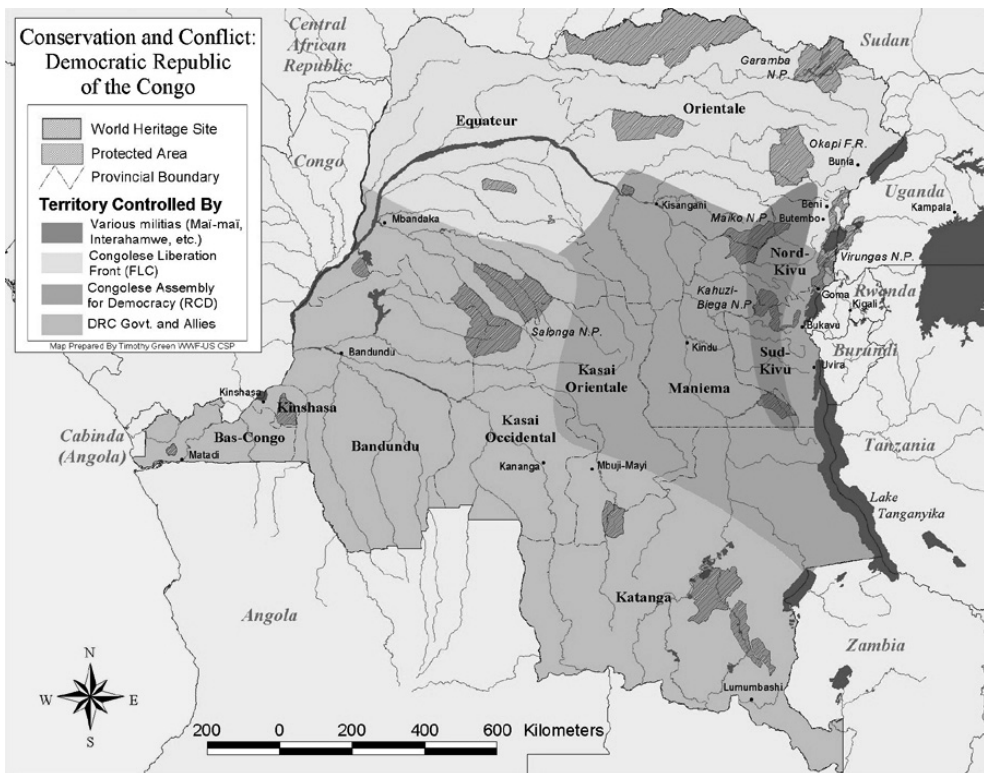 Conservation and Conflict:
Democratic Republic
of the Congo
World Heritage Site
Protected Area
Provincial Boundary
Territory Controlled By
Various militias (Maï-maï,
Interahamwe, etc.)
Congolese Liberation
Front (FLC)
Congolese Assembly
for Democracy (RCD)
DRC Govt. and Allies
Map Prepared By Timothy Green WWF-US CSP
Central
African
Republic
Sudan
Garamba
N.P.
Orientale
Equateur
Congo
Okapi F.R.
Bunia
Uganda
Kampala
Mbandaka
Kisangani
Beni
Maiko N.P.
Butembo
Nord-
Kivu
Virungas N.P.
Kahuzi-
Biega N.P.
Goma
Rwanda
Kigali
Bukavu
Salonga N.P.
Bandundu
Kindu
Sud-
Kivu
Burundi
Uvira
Kasai
Orientale
Maniema
Kinshasa
Kinshasa
Kasai
Occidental
Cabinda
(Angola)
Bas-Congo
Bandundu
Matadi
Kananga
Mbuji-Mayi
Tanzania
Lake
Tanganyika
Katanga
Angola
Zambia
Lumumbashi
N
W
E
S
200
0
200
400
600
Kilometers